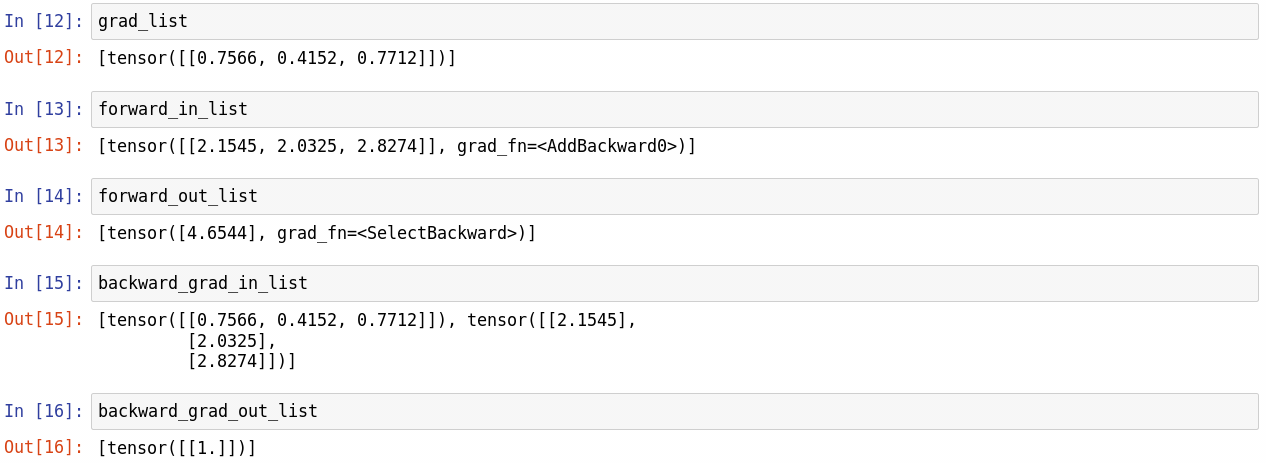 In [12]: grad_list
Out[12]: [tensor([[0.7566, 0.4152, 0.7712]])]
In [13]: forward_in_list
Out[13]: [tensor([[2.1545, 2.0325, 2.8274]], grad_fn=<AddBackward0>)]
In [14]: forward_out_list
Out[14]: [tensor([4.6544], grad_fn=<SelectBackward>)]
In [15]: backward_grad_in_list
Out[15]: [tensor([[0.7566, 0.4152, 0.7712]]), tensor([[2.1545],
[2.0325],
[2.8274]])]
In [16]: backward_grad_out_list
Out[16]: [tensor([[1.]])]